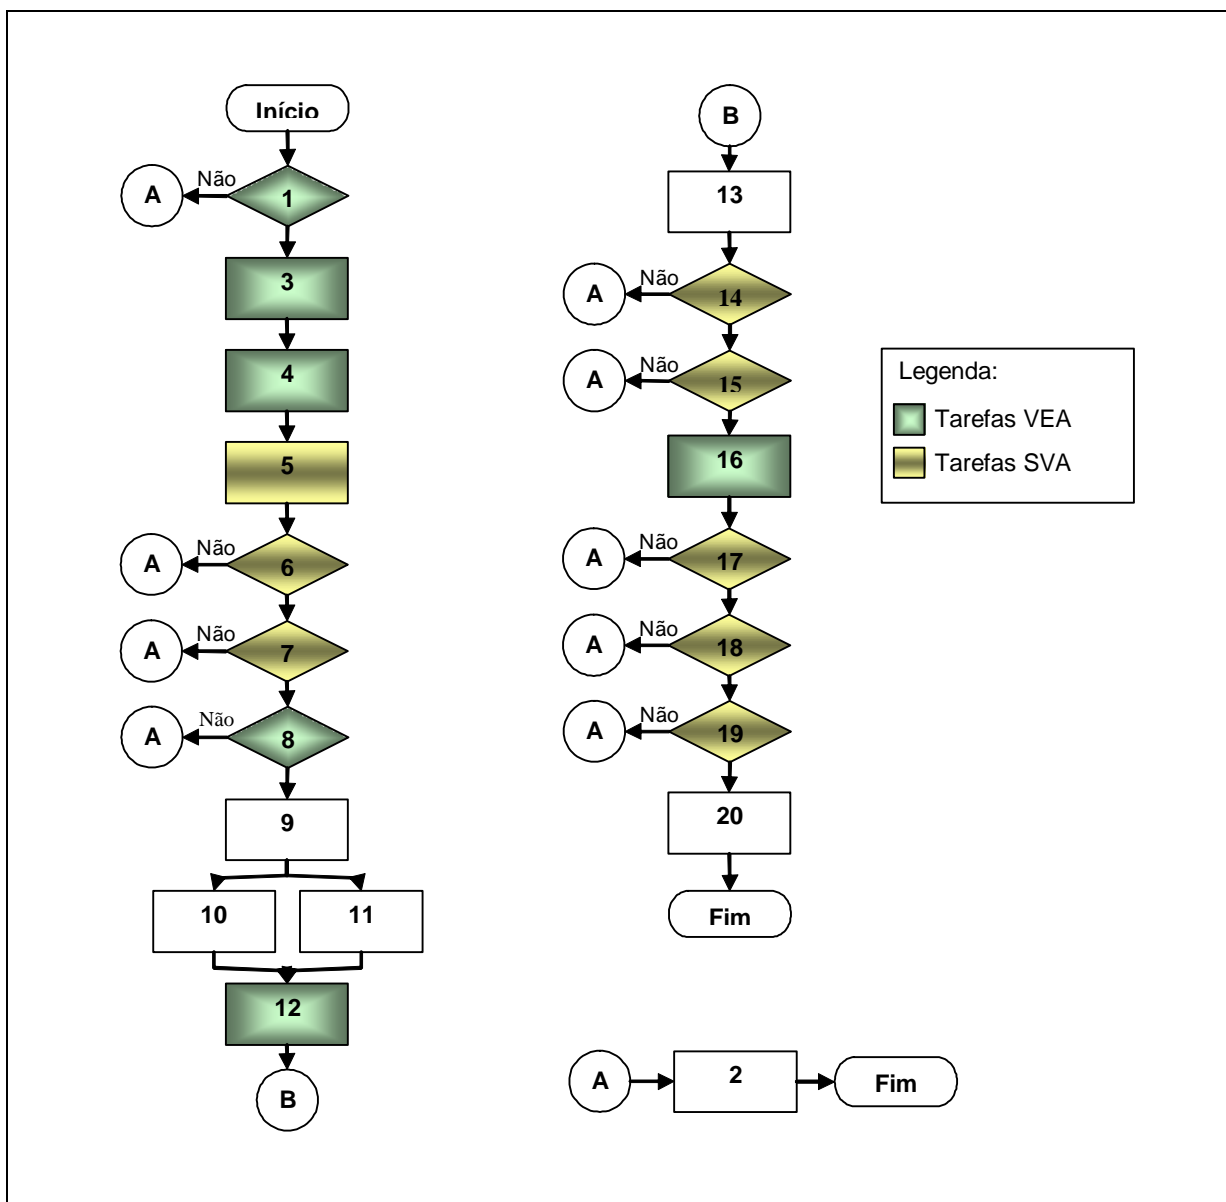 Início
A
Não
1
3
4
5
A
Não
6
A
Não
7
A
Não
8
9
10
11
12
B
B
13
A
Não
14
A
Não
15
16
A
Não
17
A
Não
18
A
Não
19
20
Fim
A
2
Fim
Legenda:
Tarefas VEA
Tarefas SVA